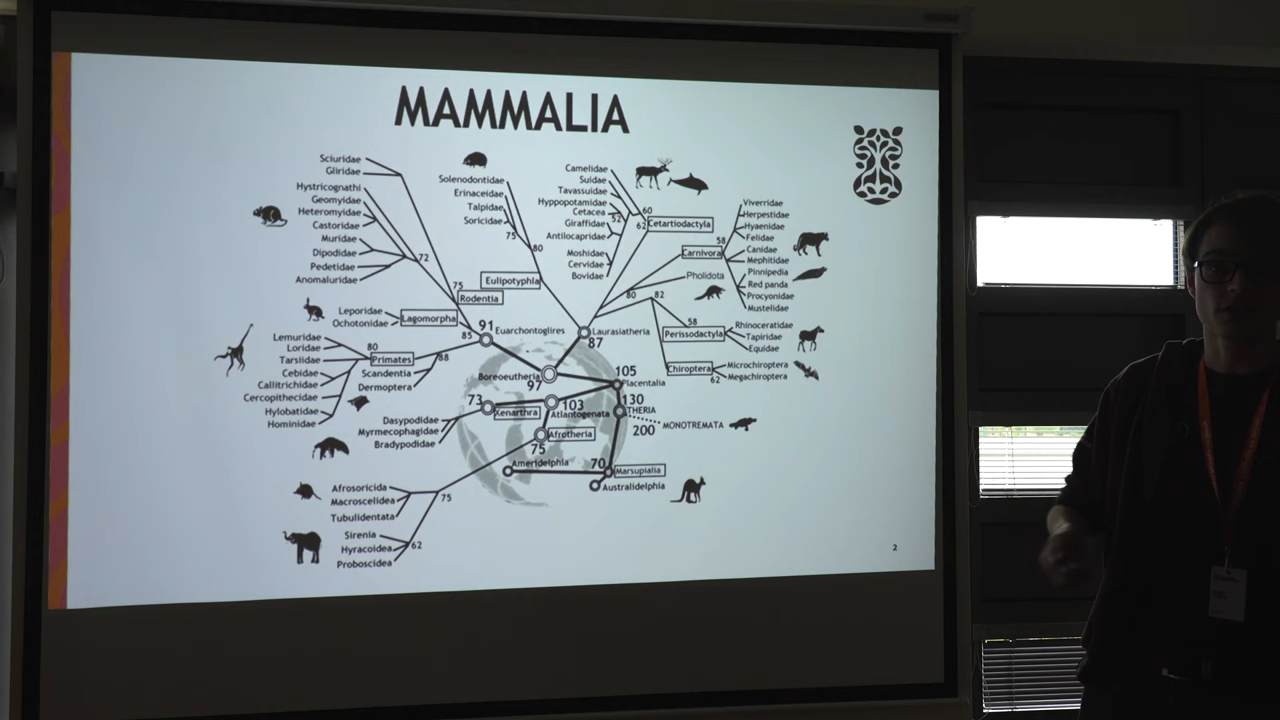 MAMMALIA
Sciuridae
Gliridae
Hystricognathi
Geomyidae
Heteromyidae
Castoridae
Muridae
Dipodidae
Pedetidae
Anomaluridae
72
75
Rodentia
Solenodontidae
Erinaceidae
Talpidae
Soricidae
75
80
Eulipotyphla
Camelidae
Suidae
Tavassuidae
Hyppopotamidae
Cetacea
Giraffidae
Antilocapridae
Moshidae
Cervidae
Bovidae
52
60
62
Cetartiodactyla
Viverridae
Herpestidae
Hyaenidae
Felidae
Canidae
Mephitidae
Pinnipedia
Red panda
Procyonidae
Mustelidae
58
Carnivora
Pholidota
80
82
58
Perissodactyla
Rhinoceratidae
Tapiridae
Equidae
Chiroptera
62
Microchiroptera
Megachiroptera
Leporidae
Ochotonidae
Lagomorpha
85
91
Euarchontoglires
Laurasiatheria
87
Lemuridae
Loridae
Tarsiidae
Cebidae
Callitrichidae
Cercopithecidae
Hylobatidae
Hominidae
80
Primates
Scandentia
Dermoptera
88
Boreoeutheria
97
105
Placentalia
73
Xenarthra
103
Atlantogenata
130
THERIA
200
MONOTREMATA
Dasypodidae
Myrmecophagidae
Bradypodidae
Afrotheria
75
Ameridelphia
70
Marsupialia
Australidelphia
Afrosoricida
Macroscelidea
Tubulidentata
75
Sirenia
Hyracoidea
Proboscidea
62
2